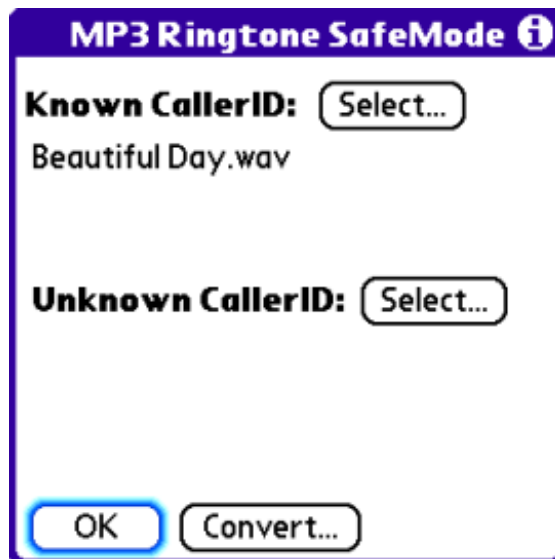 MP3 Ringtone SafeMode i
Known CallerID: Select...
Beautiful Day.wav
Unknown CallerID: Select...
OK Convert...